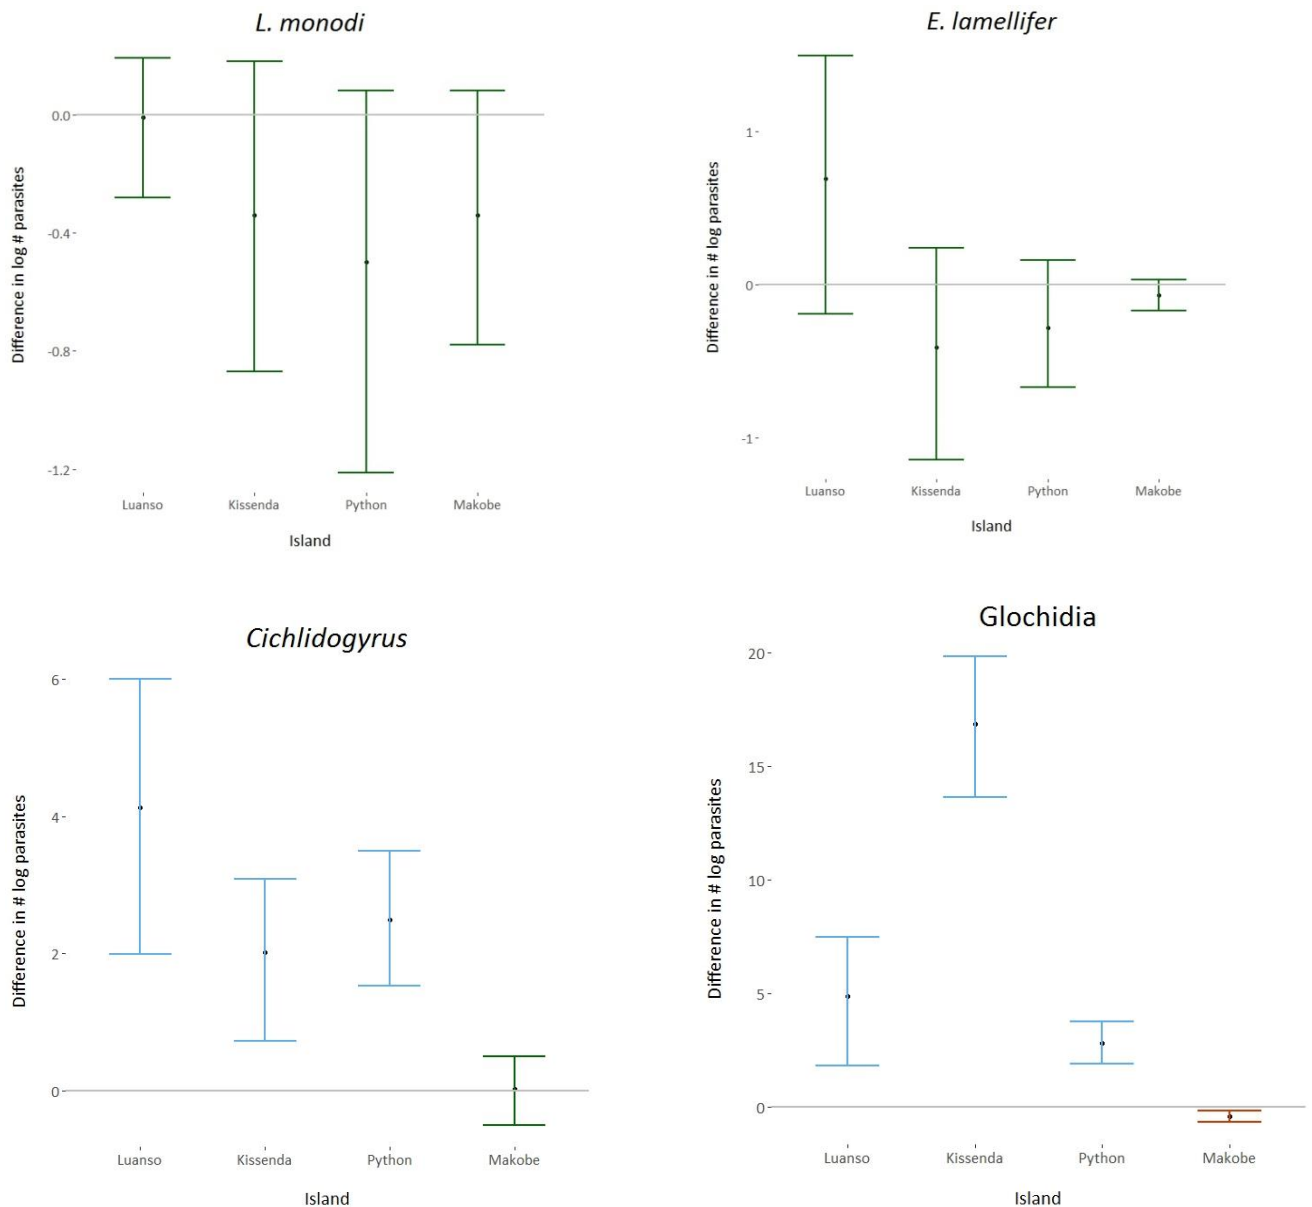 L. monodi
Difference in log # parasites
0.0
-0.4
-0.8
-1.2
Luanso Kissenda Python Makobe
Island
E. lamellifer
Difference in # log parasites
1
0
-1
Luanso Kissenda Python Makobe
Island
Cichlidogyrus
Difference in # log parasites
6
4
2
0
Luanso Kissenda Python Makobe
Island
Glochidia
Difference in # log parasites
20
15
10
5
0
Luanso Kissenda Python Makobe
Island